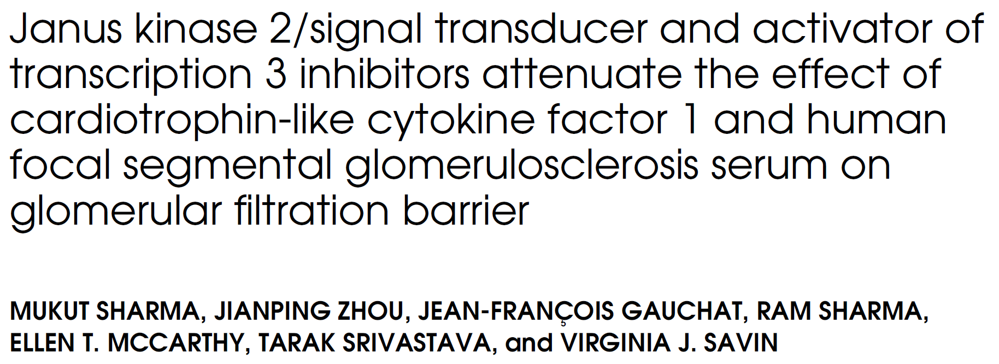 Janus kinase 2/signal transducer and activator of
transcription 3 inhibitors attenuate the effect of
cardiotrophin-like cytokine factor 1 and human
focal segmental glomerulosclerosis serum on
glomerular filtration barrier
MUKUT SHARMA, JIANPING ZHOU, JEAN-FRANÇOIS GAUCHAT, RAM SHARMA,
ELLEN T. MCCARTHY, TARAK SRIVASTAVA, and VIRGINIA J. SAVIN